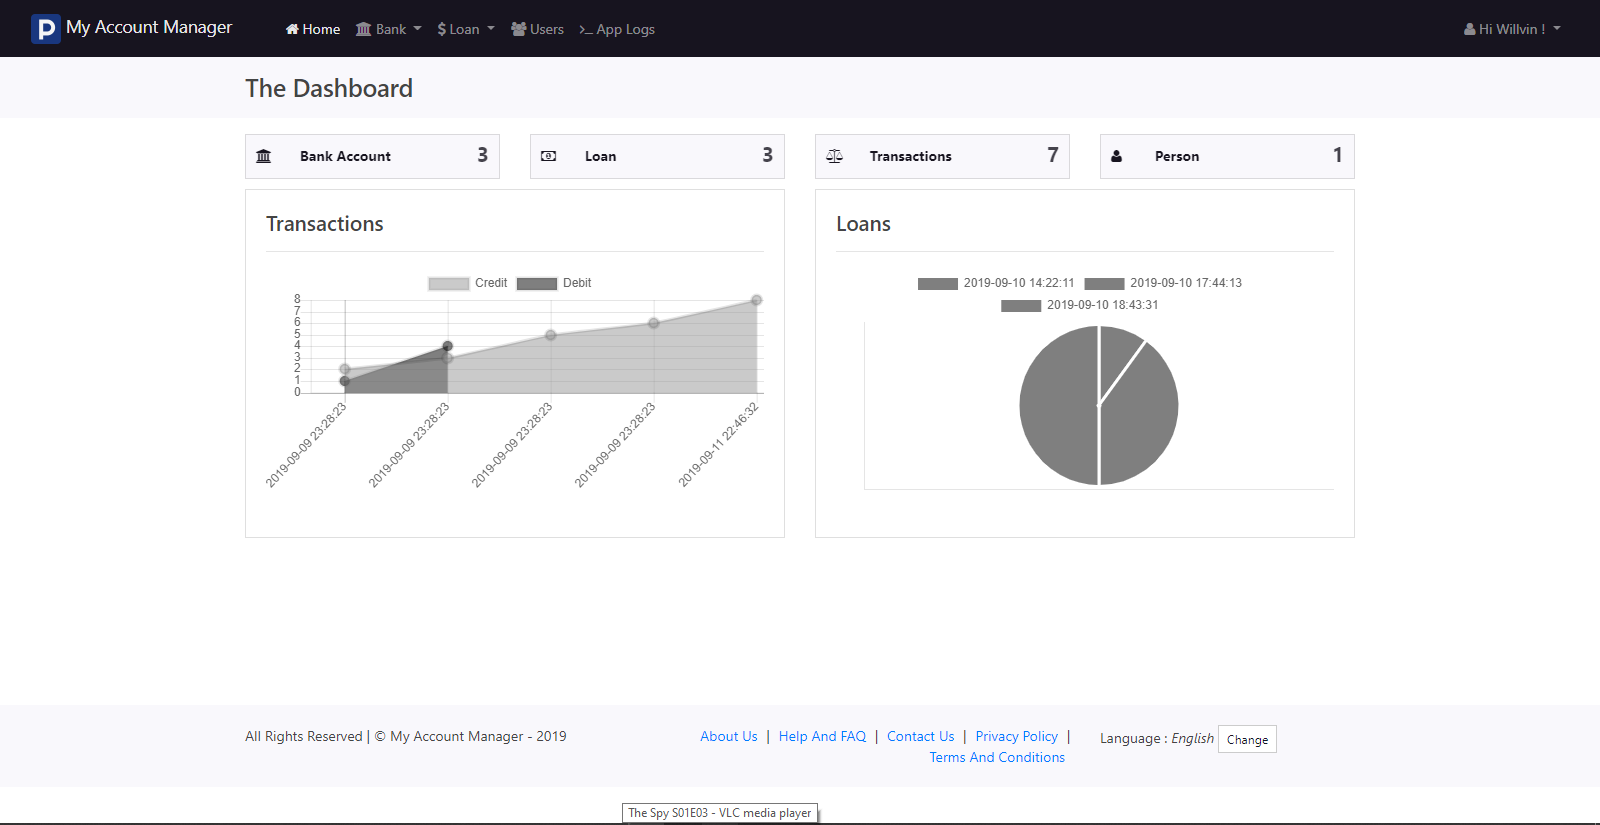 P My Account Manager Home Bank $ Loan Users >_ App Logs Hi Willvin !
The Dashboard
Bank Account 3 Loan 3 Transactions 7 Person 1
Transactions
Credit Debit
8
7
6
5
4
3
2
1
0
2019-09-09 23:28:23 2019-09-09 23:28:23 2019-09-09 23:28:23 2019-09-09 23:28:23 2019-09-11 22:46:32
Loans
2019-09-10 14:22:11 2019-09-10 17:44:13
2019-09-10 18:43:31
All Rights Reserved | © My Account Manager - 2019
About Us | Help And FAQ | Contact Us | Privacy Policy |
Terms And Conditions
Language : English Change
The Spy S01E03 - VLC media player